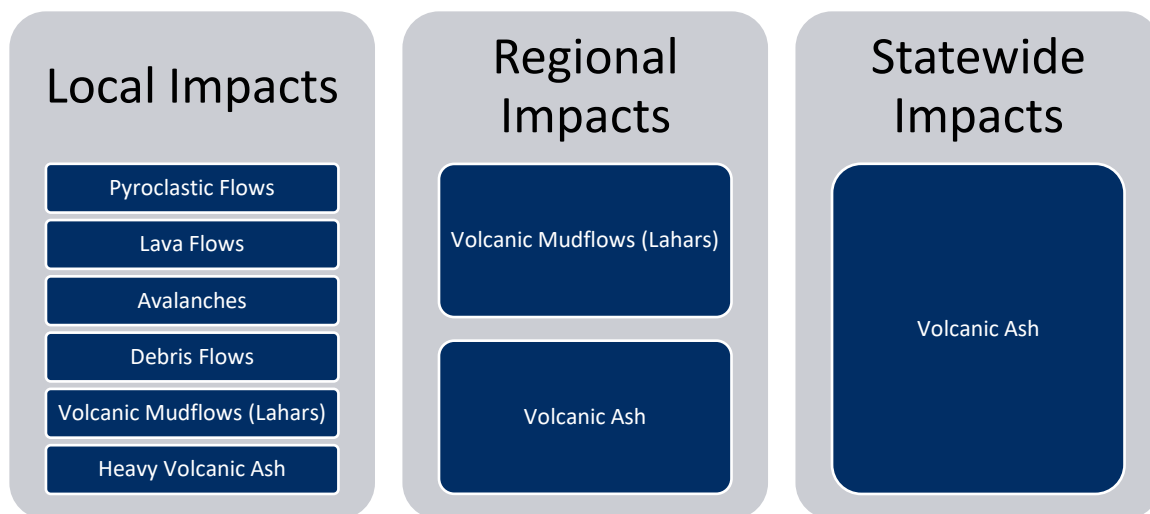 Local Impacts
Pyroclastic Flows
Lava Flows
Avalanches
Debris Flows
Volcanic Mudflows (Lahars)
Heavy Volcanic Ash
Regional
Impacts
Volcanic Mudflows (Lahars)
Volcanic Ash
Statewide
Impacts
Volcanic Ash